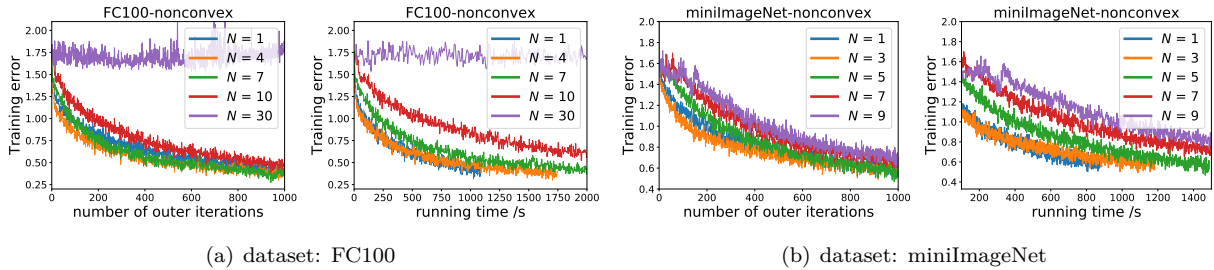 FC100-nonconvex
2.00
1.75
1.50
1.25
1.00
0.75
0.50
0.25
Training error
N = 1
N = 4
N = 7
N = 10
N = 30
0 200 400 600 800 1000
number of outer iterations
FC100-nonconvex
2.00
1.75
1.50
1.25
1.00
0.75
0.50
0.25
Training error
N = 1
N = 4
N = 7
N = 10
N = 30
0 250 500 750 1000 1250 1500 1750 2000
running time /s
(a) dataset: FC100
miniImageNet-nonconvex
2.0
1.8
1.6
1.4
1.2
1.0
0.8
0.6
0.4
Training error
N = 1
N = 3
N = 5
N = 7
N = 9
0 200 400 600 800 1000
number of outer iterations
miniImageNet-nonconvex
2.0
1.8
1.6
1.4
1.2
1.0
0.8
0.6
0.4
Training error
N = 1
N = 3
N = 5
N = 7
N = 9
200 400 600 800 1000 1200 1400
running time /s
(b) dataset: miniImageNet